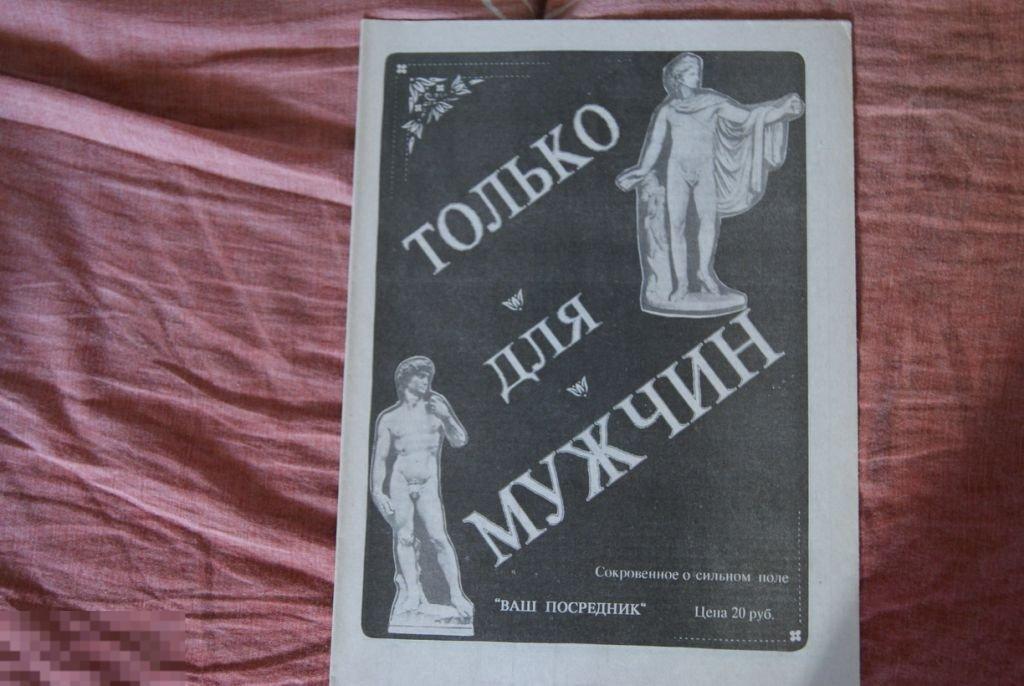 ТОЛЬКО
ДЛЯ
МУЖЧИН
Сокровенное о сильном поле
"ВАШ ПОСРЕДНИК"
Цена 20 руб.